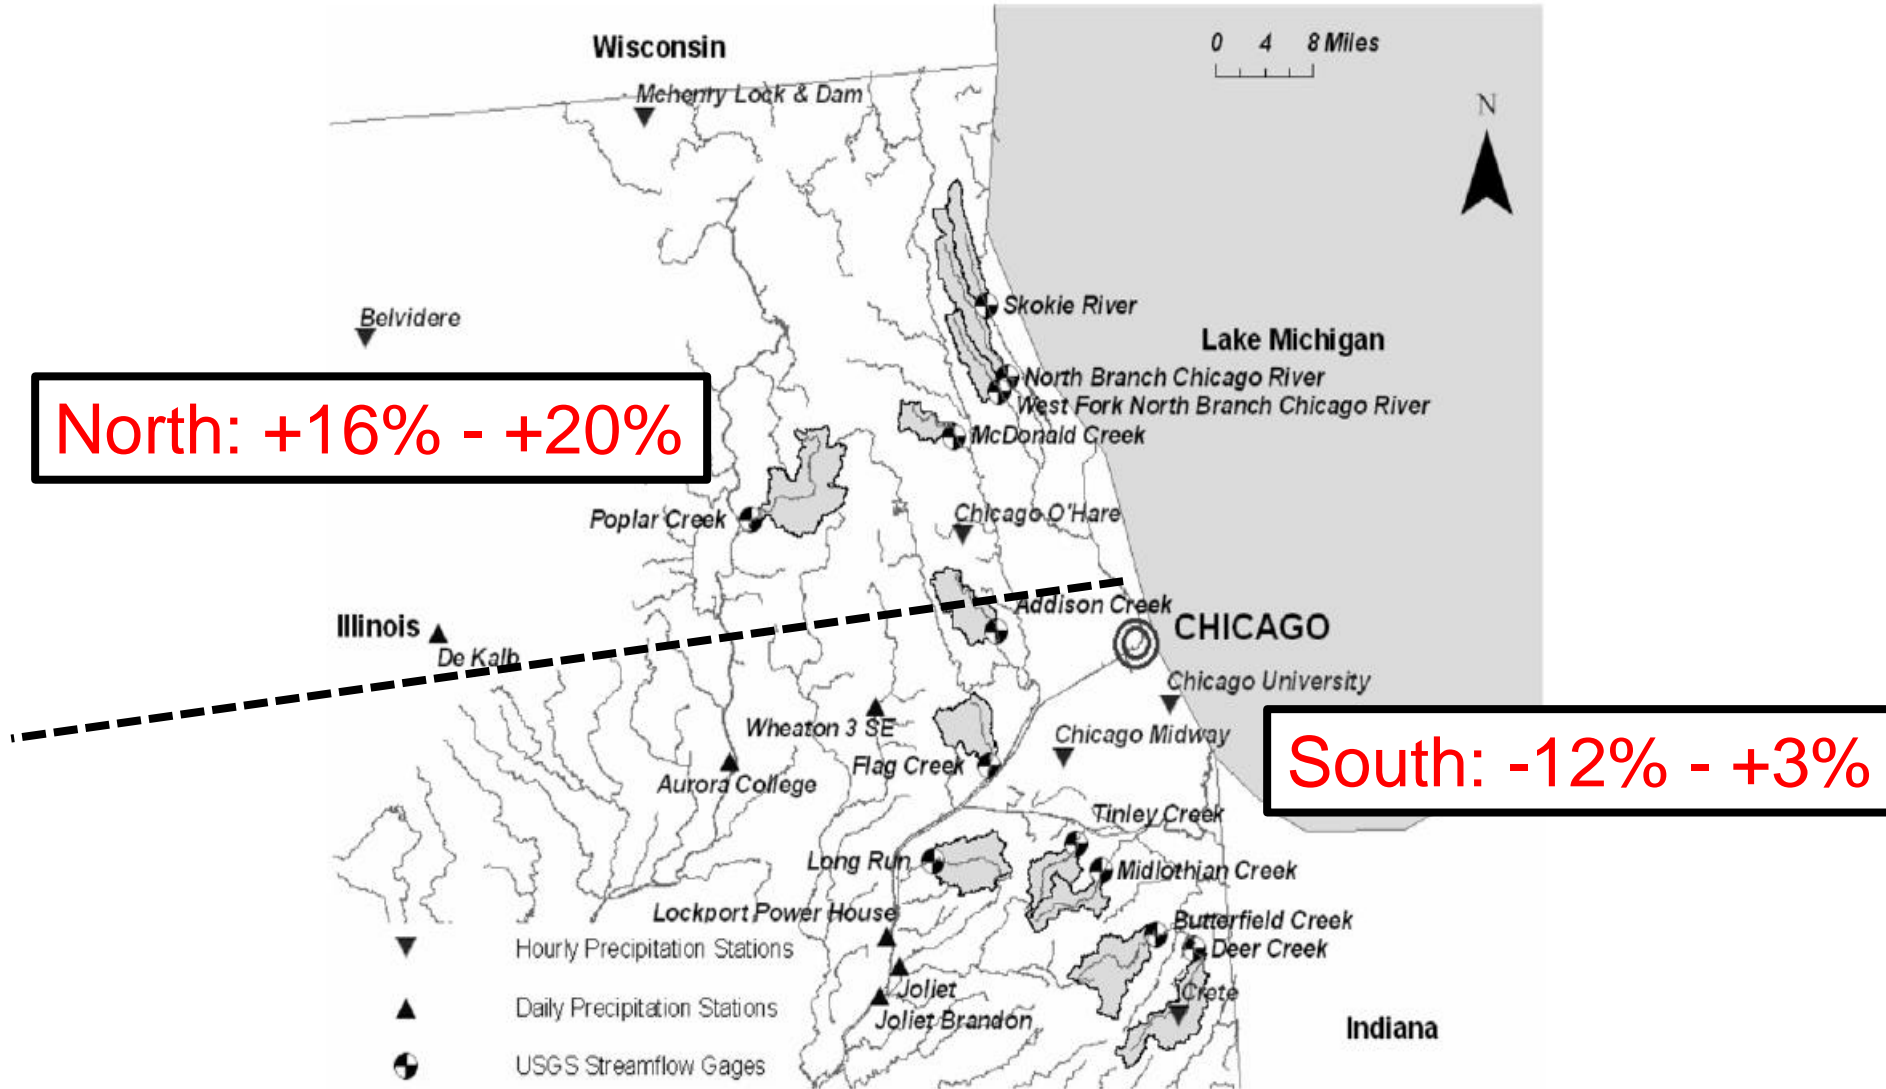 Wisconsin
0 4 8 Miles
Mchenry Lock & Dam
N
Skokie River
Belvidere
Lake Michigan
North Branch Chicago River
West Fork North Branch Chicago River
North: +16% - +20%
McDonald Creek
Poplar Creek
Chicago O'Hare
Addison Creek
Illinois
CHICAGO
De Kalb
Chicago University
Wheaton 3 SE
Chicago Midway
South: -12% - +3%
Flag Creek
Aurora College
Tinley Creek
Long Run
Midlothian Creek
Lockport Power House
Butterfield Creek
Hourly Precipitation Stations
Deer Creek
Joliet
Crete
Daily Precipitation Stations
Joliet Brandon
Indiana
USGS Streamflow Gages